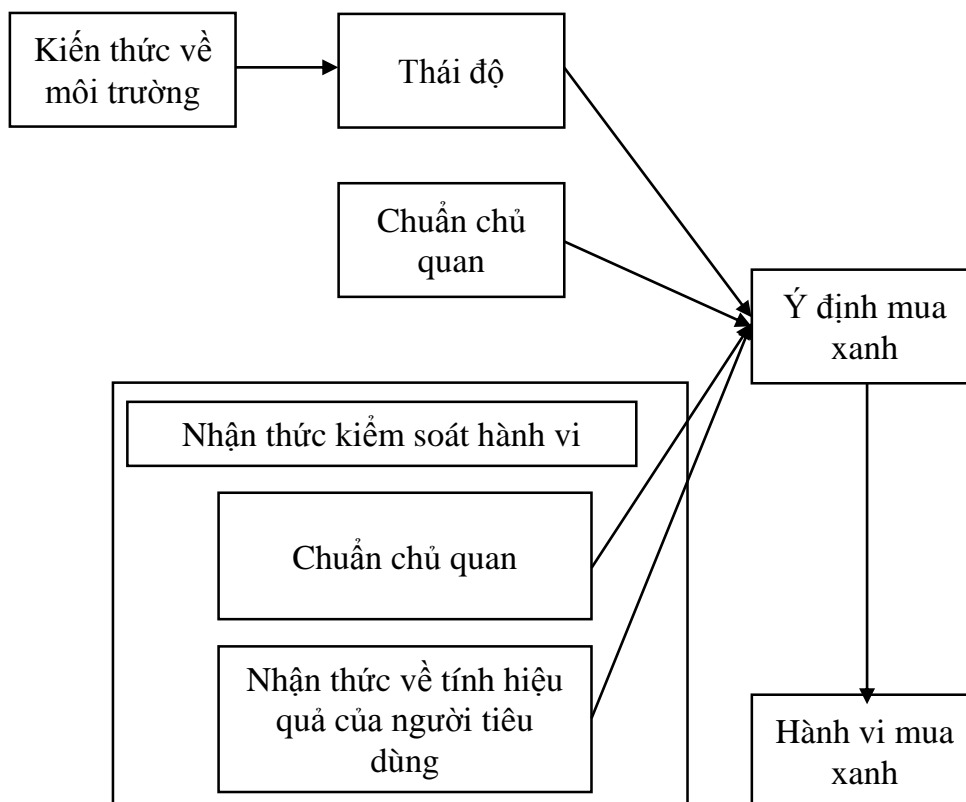 Kiến thức về
môi trường
Thái độ
Chuẩn chủ
quan
Ý định mua
xanh
Nhận thức kiểm soát hành vi
Chuẩn chủ quan
Nhận thức về tính hiệu
quả của người tiêu
dùng
Hành vi mua
xanh